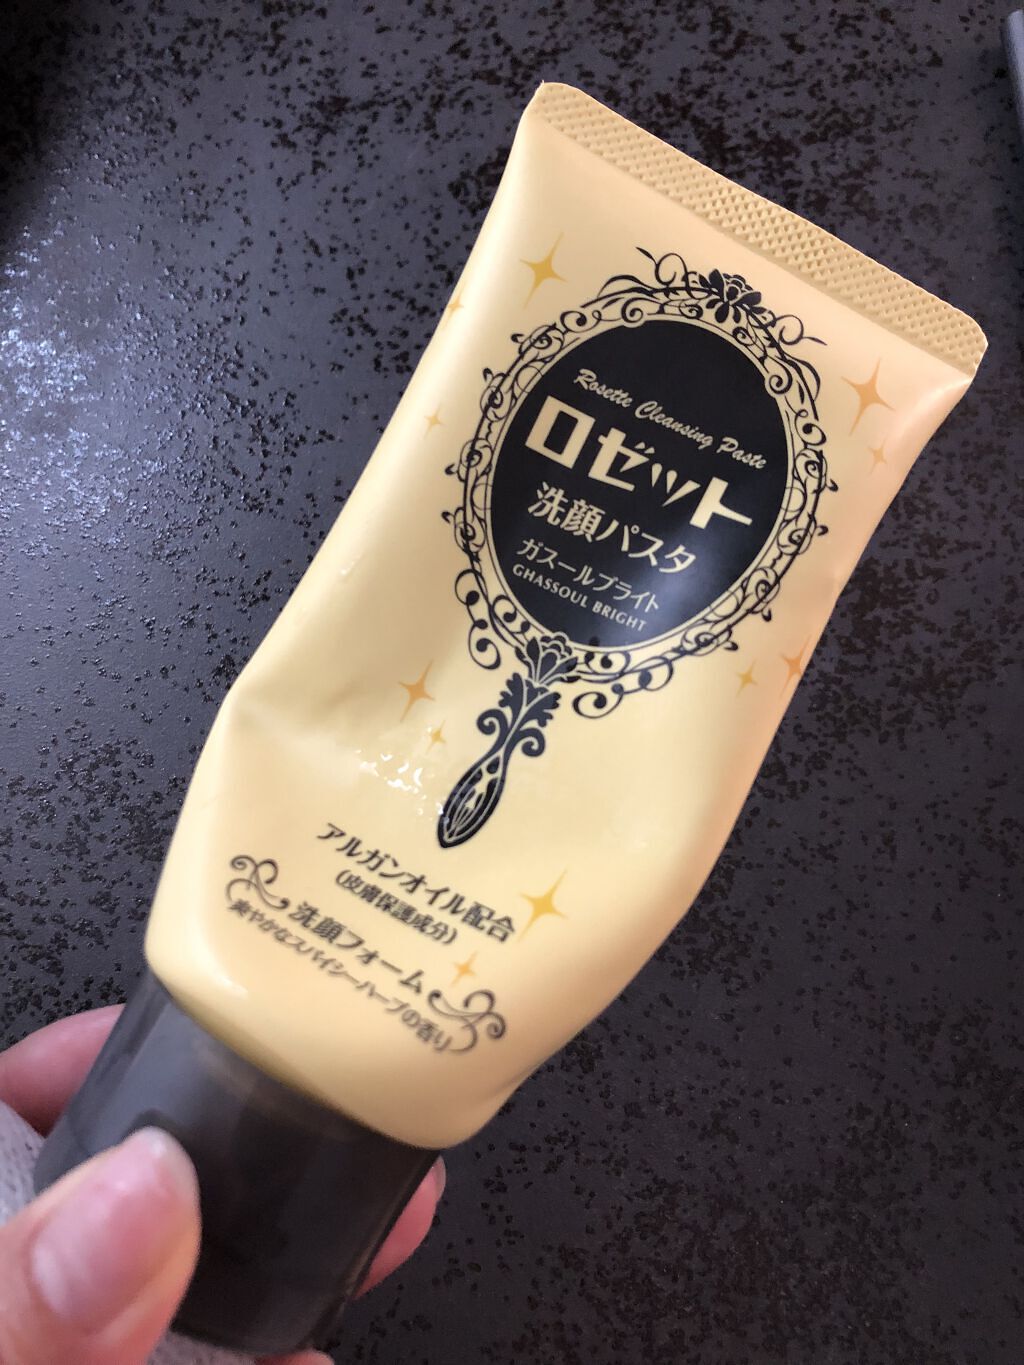 Rosette Cleansing Paste
ロゼット
洗顔パスタ
ガスールブライト
GHASSOUL BRIGHT
アルガンオイル配合
(皮膚保護成分)
洗顔フォーム
爽やかなスパイシーハーブの香り